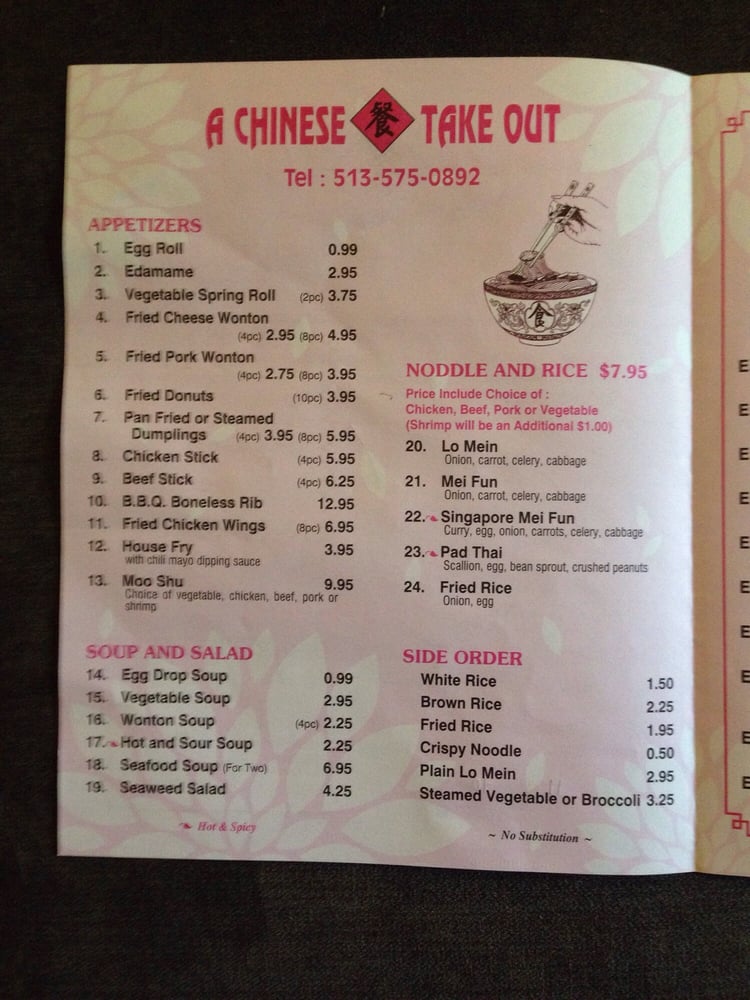 A CHINESE 餐 TAKE OUT
Tel : 513-575-0892
APPETIZERS
1. Egg Roll 0.99
2. Edamame 2.95
3. Vegetable Spring Roll (2pc) 3.75
4. Fried Cheese Wonton
(4pc) 2.95 (8pc) 4.95
5. Fried Pork Wonton
(4pc) 2.75 (8pc) 3.95
6. Fried Donuts (10pc) 3.95
7. Pan Fried or Steamed
Dumplings (4pc) 3.95 (8pc) 5.95
8. Chicken Stick (4pc) 5.95
9. Beef Stick (4pc) 6.25
10. B.B.Q. Boneless Rib 12.95
11. Fried Chicken Wings (8pc) 6.95
12. House Fry 3.95
with chili mayo dipping sauce
13. Moo Shu 9.95
Choice of vegetable, chicken, beef, pork or
shrimp
SOUP AND SALAD
14. Egg Drop Soup 0.99
15. Vegetable Soup 2.95
16. Wonton Soup (4pc) 2.25
17. Hot and Sour Soup 2.25
18. Seafood Soup (For Two) 6.95
19. Seaweed Salad 4.25
Hot & Spicy
食
NODDLE AND RICE $7.95
Price Include Choice of :
Chicken, Beef, Pork or Vegetable
(Shrimp will be an Additional $1.00)
20. Lo Mein
Onion, carrot, celery, cabbage
21. Mei Fun
Onion, carrot, celery, cabbage
22. Singapore Mei Fun
Curry, egg, onion, carrots, celery, cabbage
23. Pad Thai
Scallion, egg, bean sprout, crushed peanuts
24. Fried Rice
Onion, egg
SIDE ORDER
White Rice 1.50
Brown Rice 2.25
Fried Rice 1.95
Crispy Noodle 0.50
Plain Lo Mein 2.95
Steamed Vegetable or Broccoli 3.25
~ No Substitution ~